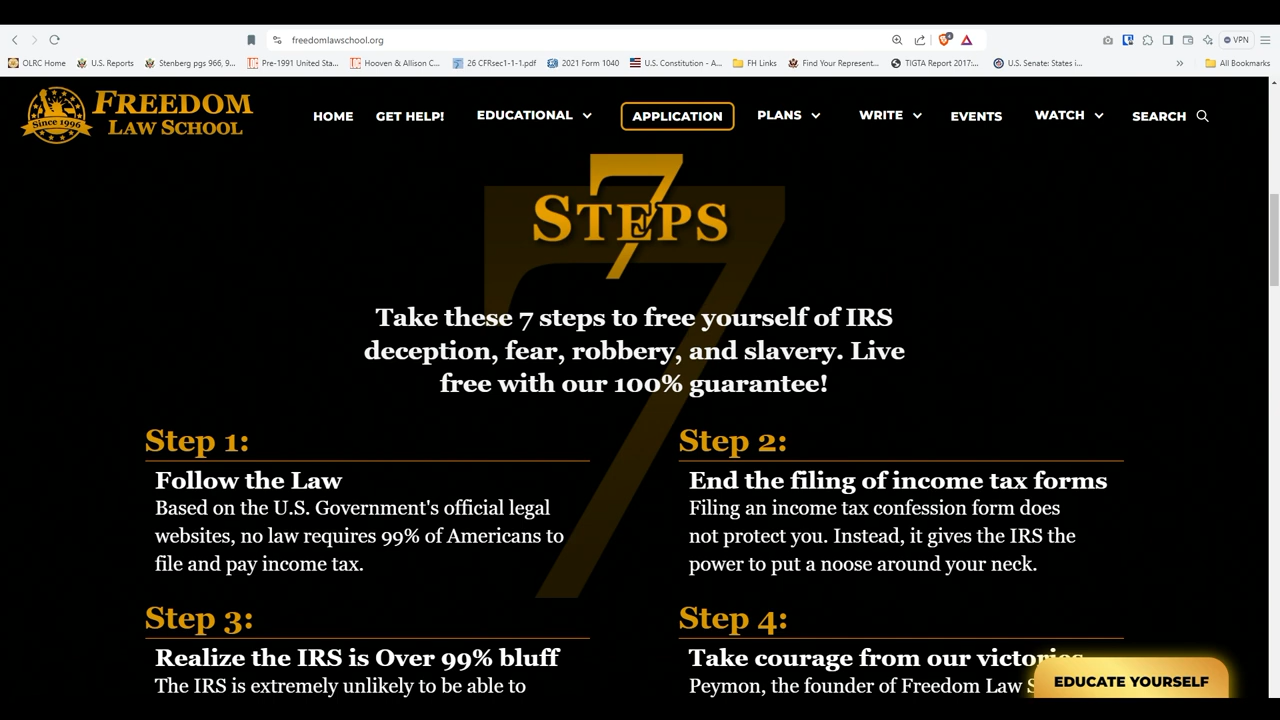 freedomlawschool.org
4
VPN
OLRC Home
U.S. Reports
Stenberg pgs 966, 9...
Pre-1991 United Sta...
Hooven & Allison C...
26 CFRsec1-1-1.pdf
2021 Form 1040
U.S. Constitution - A...
FH Links
Find Your Represent...
TIGTA Report 2017:...
U.S. Senate: States i...
»
All Bookmarks
Since 1996
FREEDOM
LAW SCHOOL
HOME
GET HELP!
EDUCATIONAL
APPLICATION
PLANS
WRITE
EVENTS
WATCH
SEARCH
7
STEPS
Take these 7 steps to free yourself of IRS
deception, fear, robbery, and slavery. Live
free with our 100% guarantee!
Step 1:
Follow the Law
Based on the U.S. Government's official legal
websites, no law requires 99% of Americans to
file and pay income tax.
Step 2:
End the filing of income tax forms
Filing an income tax confession form does
not protect you. Instead, it gives the IRS the
power to put a noose around your neck.
Step 3:
Realize the IRS is Over 99% bluff
The IRS is extremely unlikely to be able to
Step 4:
Take courage from our victories
Peymon, the founder of Freedom Law S
EDUCATE YOURSELF